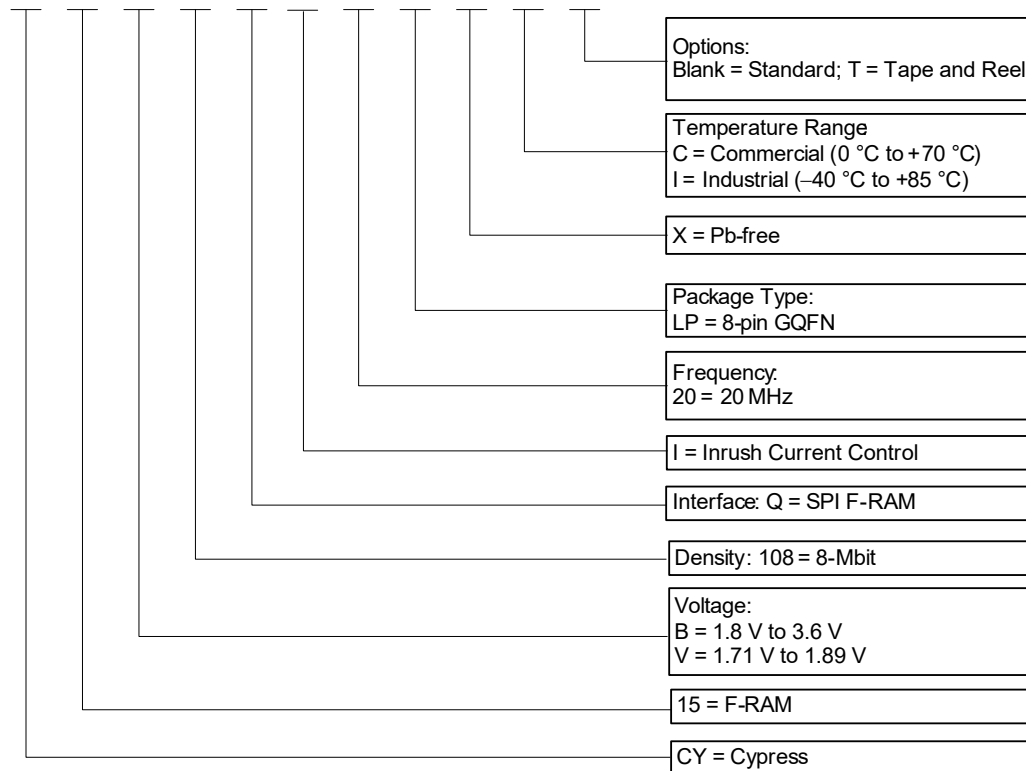 Options:
Blank = Standard; T = Tape and Reel
Temperature Range
C = Commercial (0 °C to +70 °C)
I = Industrial (–40 °C to +85 °C)
X = Pb-free
Package Type:
LP = 8-pin GQFN
Frequency:
20 = 20 MHz
I = Inrush Current Control
Interface: Q = SPI F-RAM
Density: 108 = 8-Mbit
Voltage:
B = 1.8 V to 3.6 V
V = 1.71 V to 1.89 V
15 = F-RAM
CY = Cypress